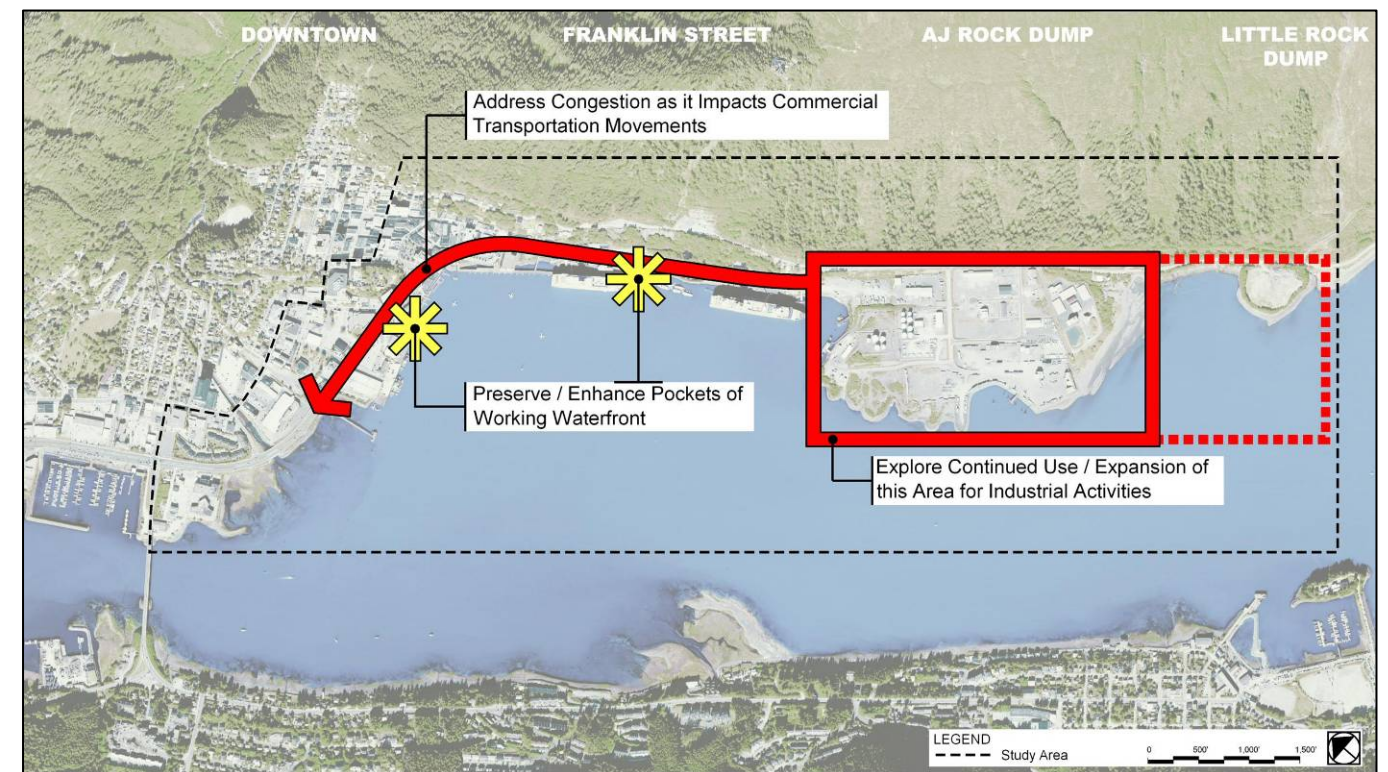 DOWNTOWN
FRANKLIN STREET
AJ ROCK DUMP
LITTLE ROCK
DUMP
Address Congestion as it Impacts Commercial
Transportation Movements
Preserve / Enhance Pockets of
Working Waterfront
Explore Continued Use / Expansion of
this Area for Industrial Activities
LEGEND
Study Area
0 500' 1,000' 1,500'